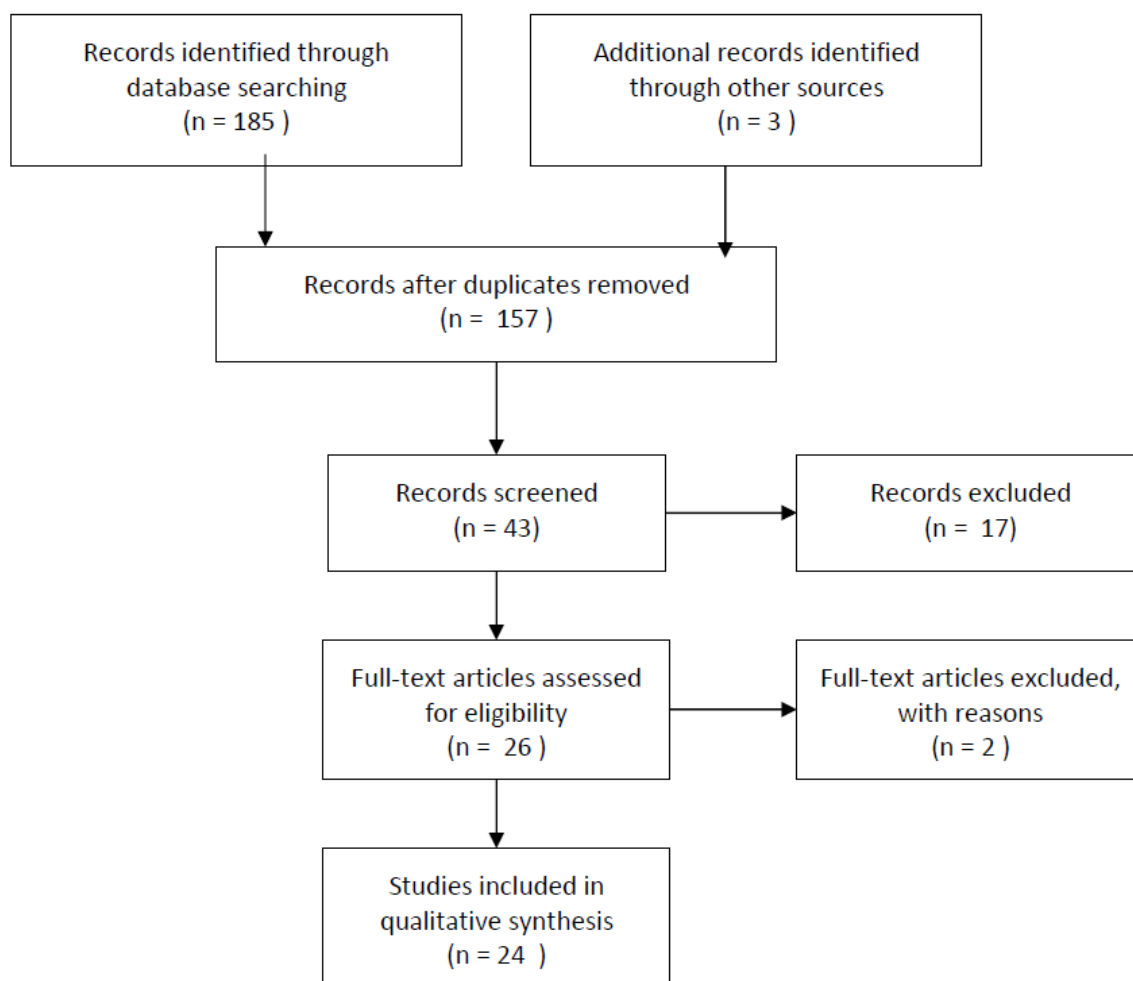 Records identified through
database searching
(n = 185 )
Additional records identified
through other sources
(n = 3 )
Records after duplicates removed
(n =  157 )
Records screened
(n = 43)
Records excluded
(n =  17)
Full-text articles assessed
for eligibility
(n =  26 )
Full-text articles excluded,
with reasons
(n = 2 )
Studies included in
qualitative synthesis
(n = 24  )